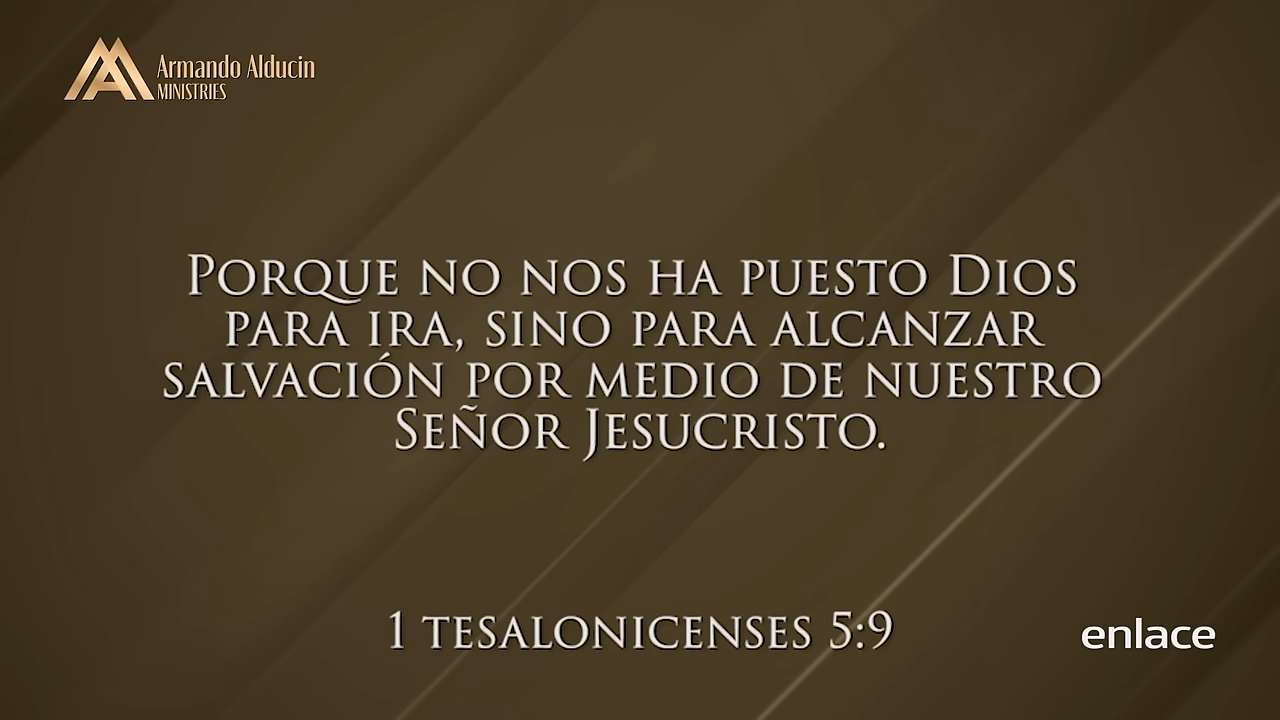 Armando Alducin
MINISTRIES
Porque no nos ha puesto Dios
para ira, sino para alcanzar
salvación por medio de nuestro
Señor Jesucristo.
1 tesalonicenses 5:9
enlace